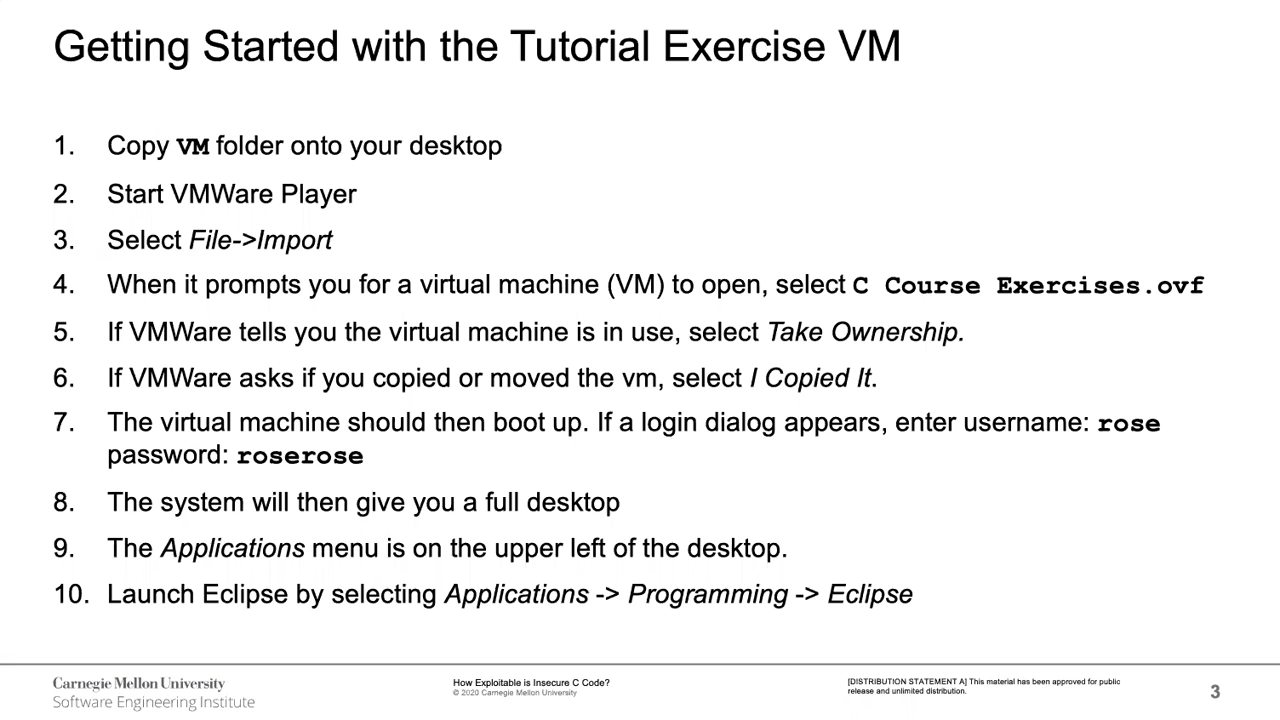 Getting Started with the Tutorial Exercise VM
1. Copy VM folder onto your desktop
2. Start VMWare Player
3. Select File->Import
4. When it prompts you for a virtual machine (VM) to open, select C Course Exercises.ovf
5. If VMWare tells you the virtual machine is in use, select Take Ownership.
6. If VMWare asks if you copied or moved the vm, select I Copied It.
7. The virtual machine should then boot up. If a login dialog appears, enter username: rose
password: roserose
8. The system will then give you a full desktop
9. The Applications menu is on the upper left of the desktop.
10. Launch Eclipse by selecting Applications -> Programming -> Eclipse
Carnegie Mellon University
Software Engineering Institute
How Exploitable is Insecure C Code?
© 2020 Carnegie Mellon University
[DISTRIBUTION STATEMENT A] This material has been approved for public
release and unlimited distribution.
3